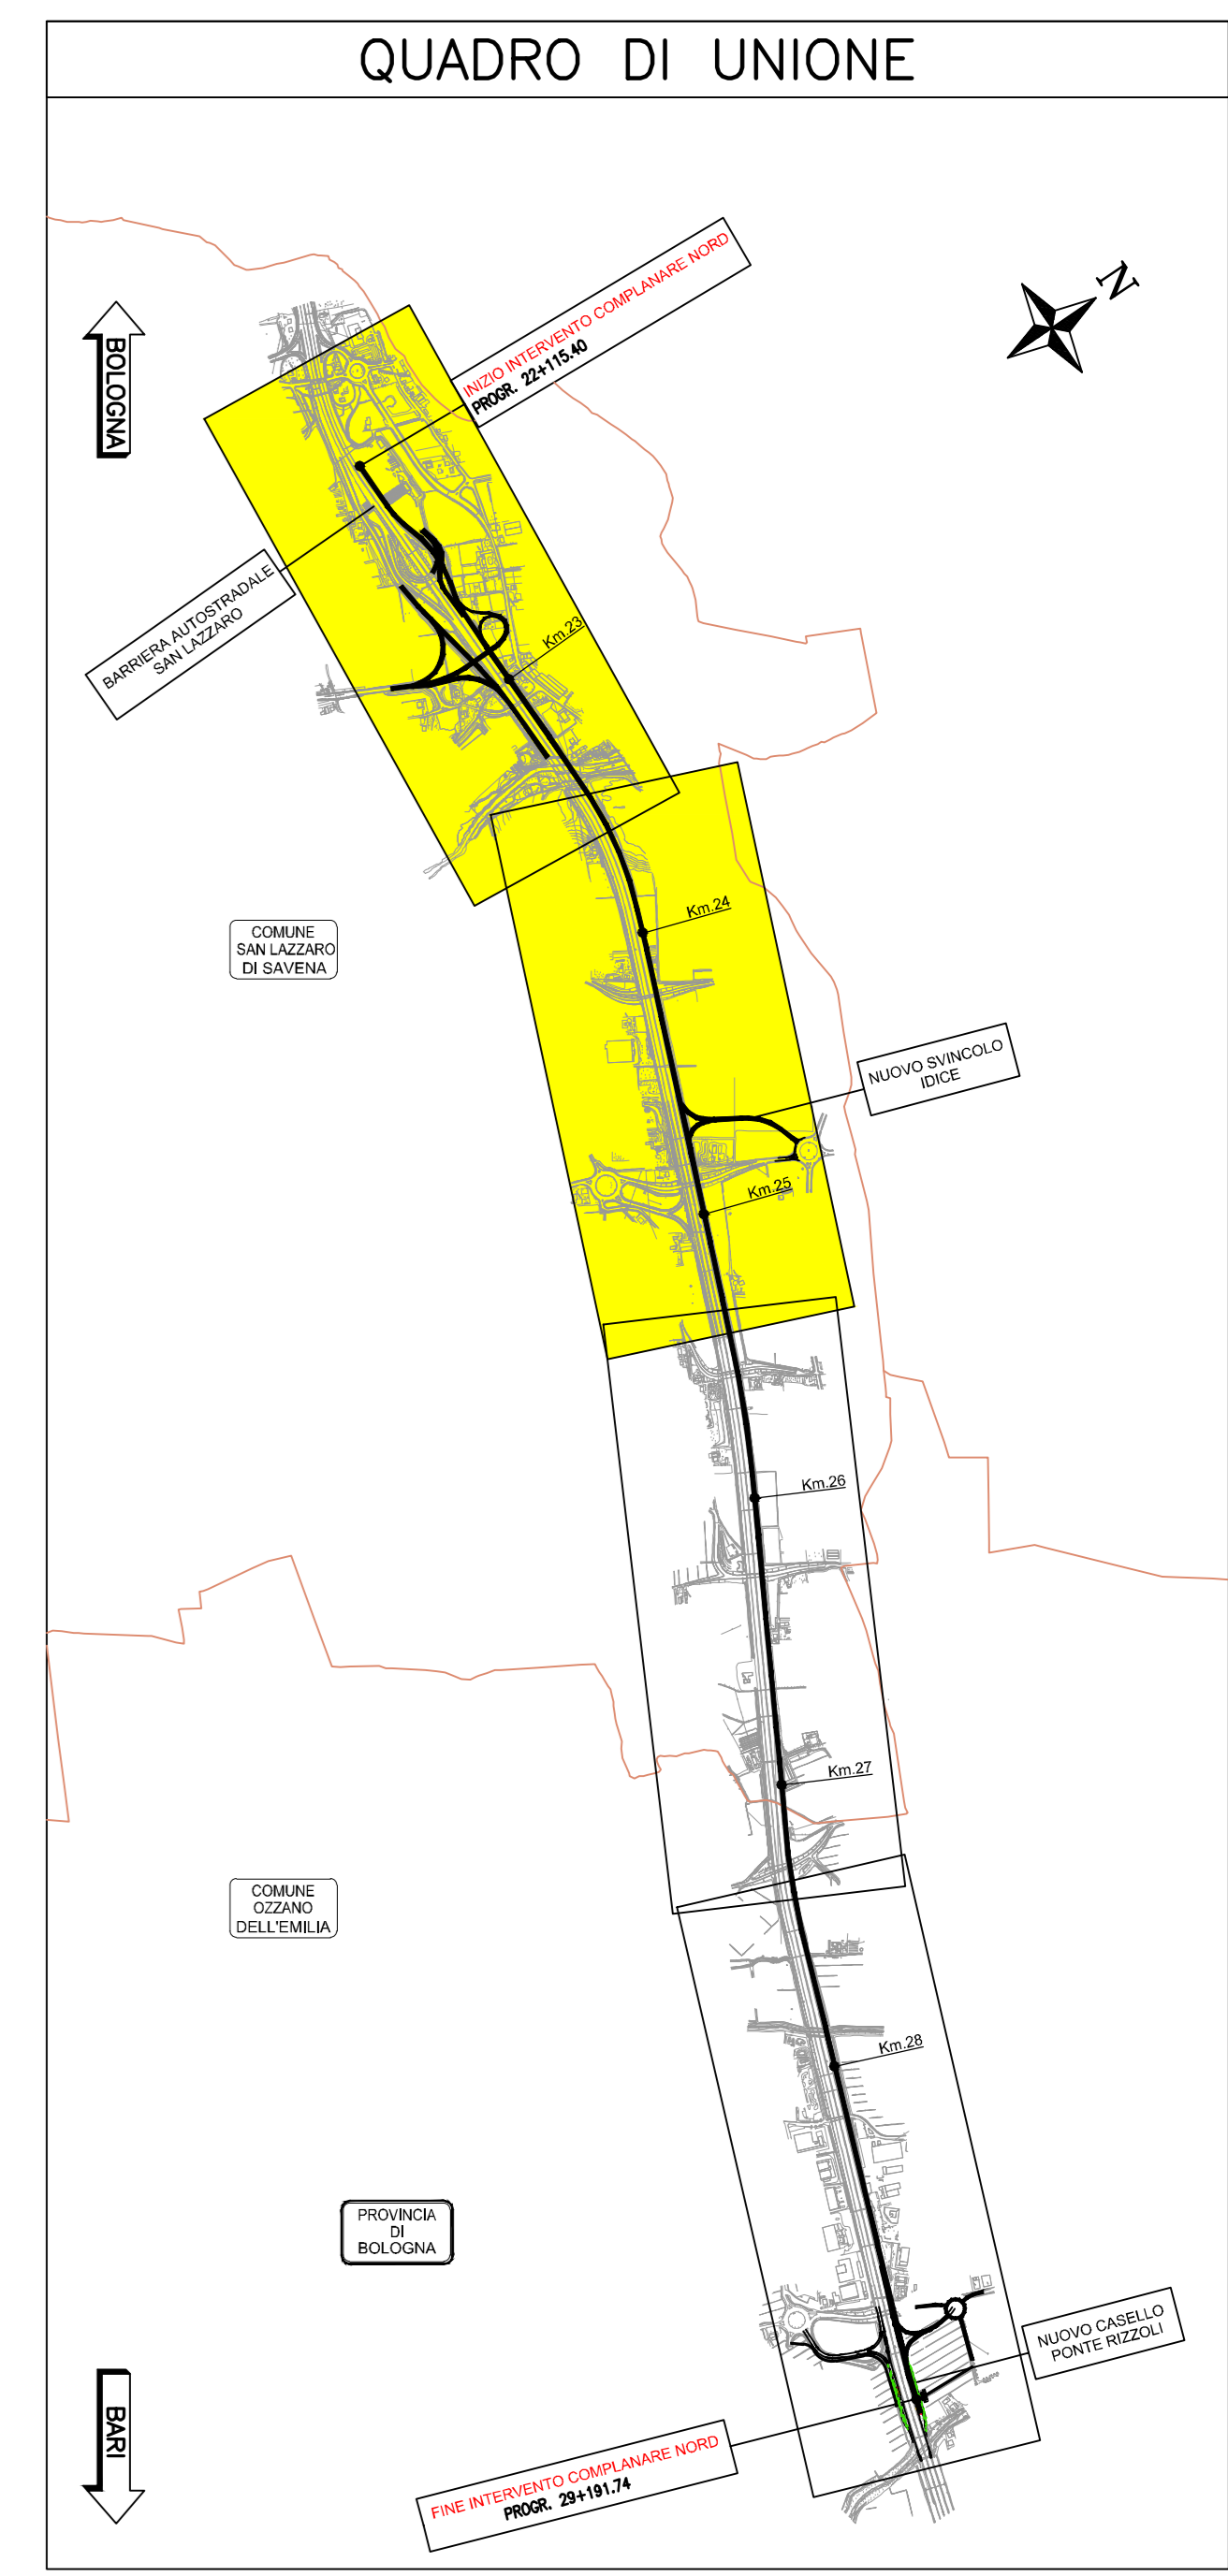 QUADRO DI UNIONE
INIZIO INTERVENTO COMPLANARE NORD
PROGR. 22+115.40
N
BOLOGNA
BARRIERA AUTOSTRADALE
SAN LAZZARO
Km.23
Km.24
COMUNE
SAN LAZZARO
DI SAVENA
NUOVO SVINCOLO
IDICE
Km.25
Km.26
Km.27
COMUNE
OZZANO
DELL'EMILIA
Km.28
PROVINCIA
DI
BOLOGNA
NUOVO CASELLO
PONTE RIZZOLI
BARI
FINE INTERVENTO COMPLANARE NORD
PROGR. 29+191.74